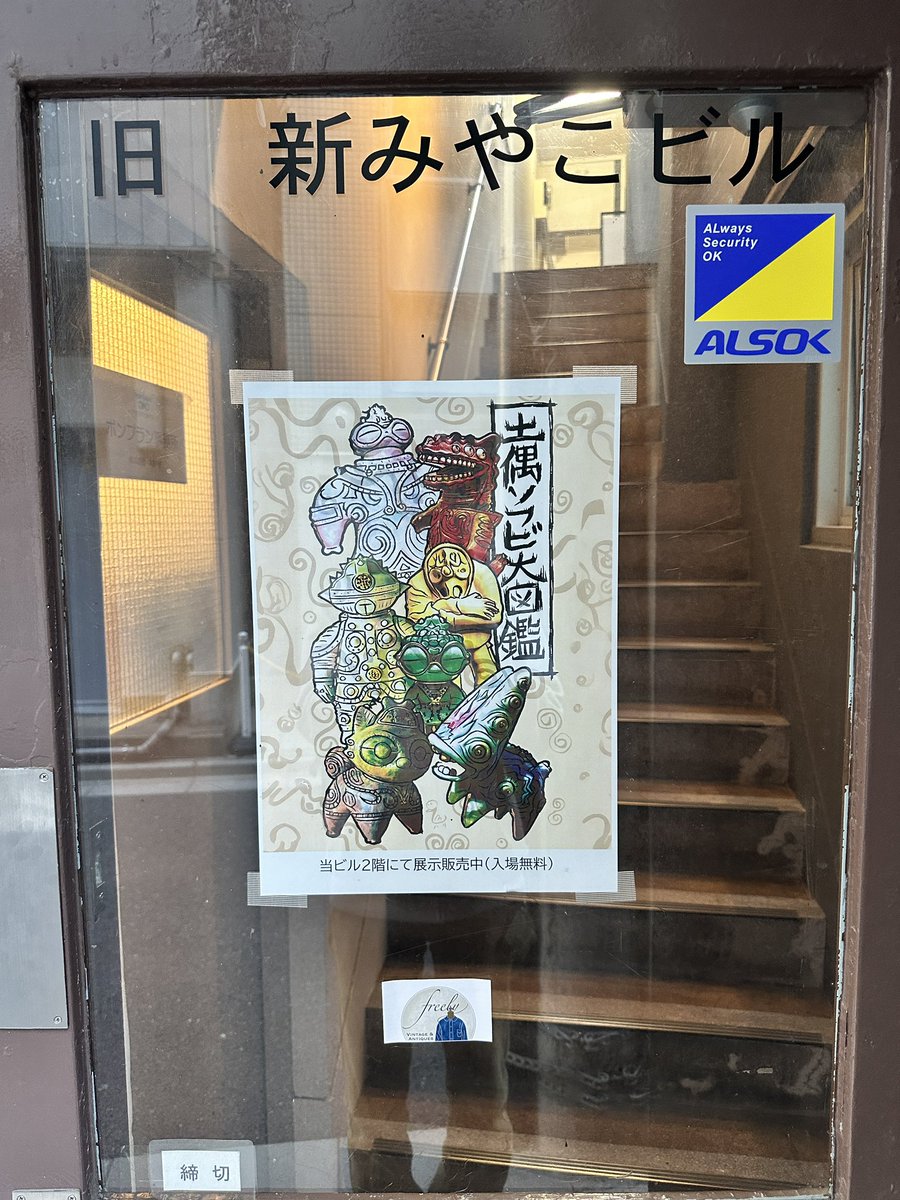 旧 新みやこビル
ALways
Security
OK
ALSOK
土偶ソフビ大図鑑
当ビル2階にて展示販売中(入場無料)
freeby
VINTAGE &
ANTIQUES
締切